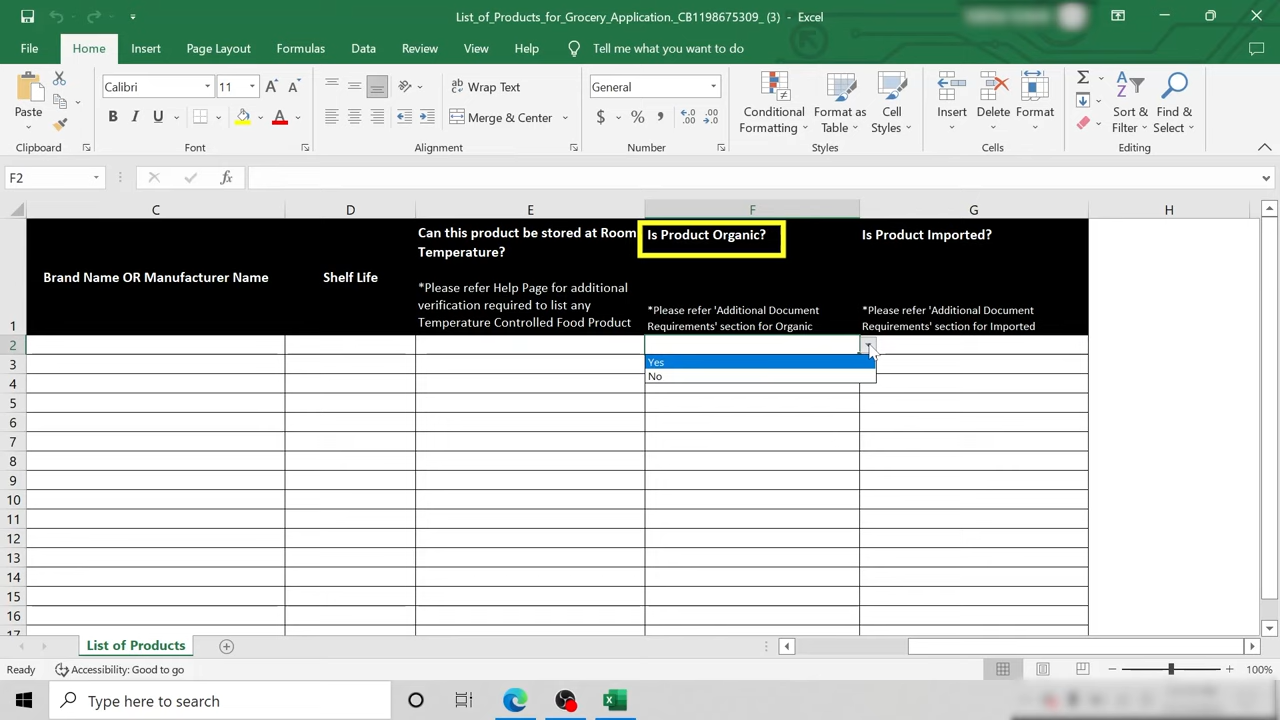 List_of_Products_for_Grocery_Application._CB1198675309_ (3) - Excel
File Home Insert Page Layout Formulas Data Review View Help Tell me what you want to do
Calibri 11 Wrap Text General
Paste Merge & Center $ % Conditional Formatting Format as Table Cell Styles Insert Delete Format Sort & Filter Find & Select
B I U
Clipboard Font Alignment Number Styles Cells Editing
F2 fx
C D E F G H
Can this product be stored at Room
Temperature?
Is Product Organic?
Is Product Imported?
Brand Name OR Manufacturer Name
Shelf Life
*Please refer Help Page for additional
verification required to list any
Temperature Controlled Food Product
*Please refer 'Additional Document
Requirements' section for Organic
*Please refer 'Additional Document
Requirements' section for Imported
1
2
Yes
3
No
4
5
6
7
8
9
10
11
12
13
14
15
16
17
List of Products
Ready Accessibility: Good to go 100%
Type here to search